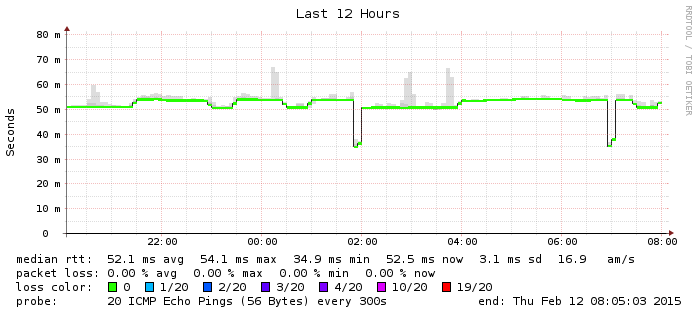 Last 12 Hours
RRDTOOL / TOBI OETIKER
Seconds
80 m
70 m
60 m
50 m
40 m
30 m
20 m
10 m
0
22:00 00:00 02:00 04:00 06:00 08:00
median rtt: 52.1 ms avg 54.1 ms max 34.9 ms min 52.5 ms now 3.1 ms sd 16.9 am/s
packet loss: 0.00 % avg 0.00 % max 0.00 % min 0.00 % now
loss color: 0 1/20 2/20 3/20 4/20 10/20 19/20
probe: 20 ICMP Echo Pings (56 Bytes) every 300s end: Thu Feb 12 08:05:03 2015